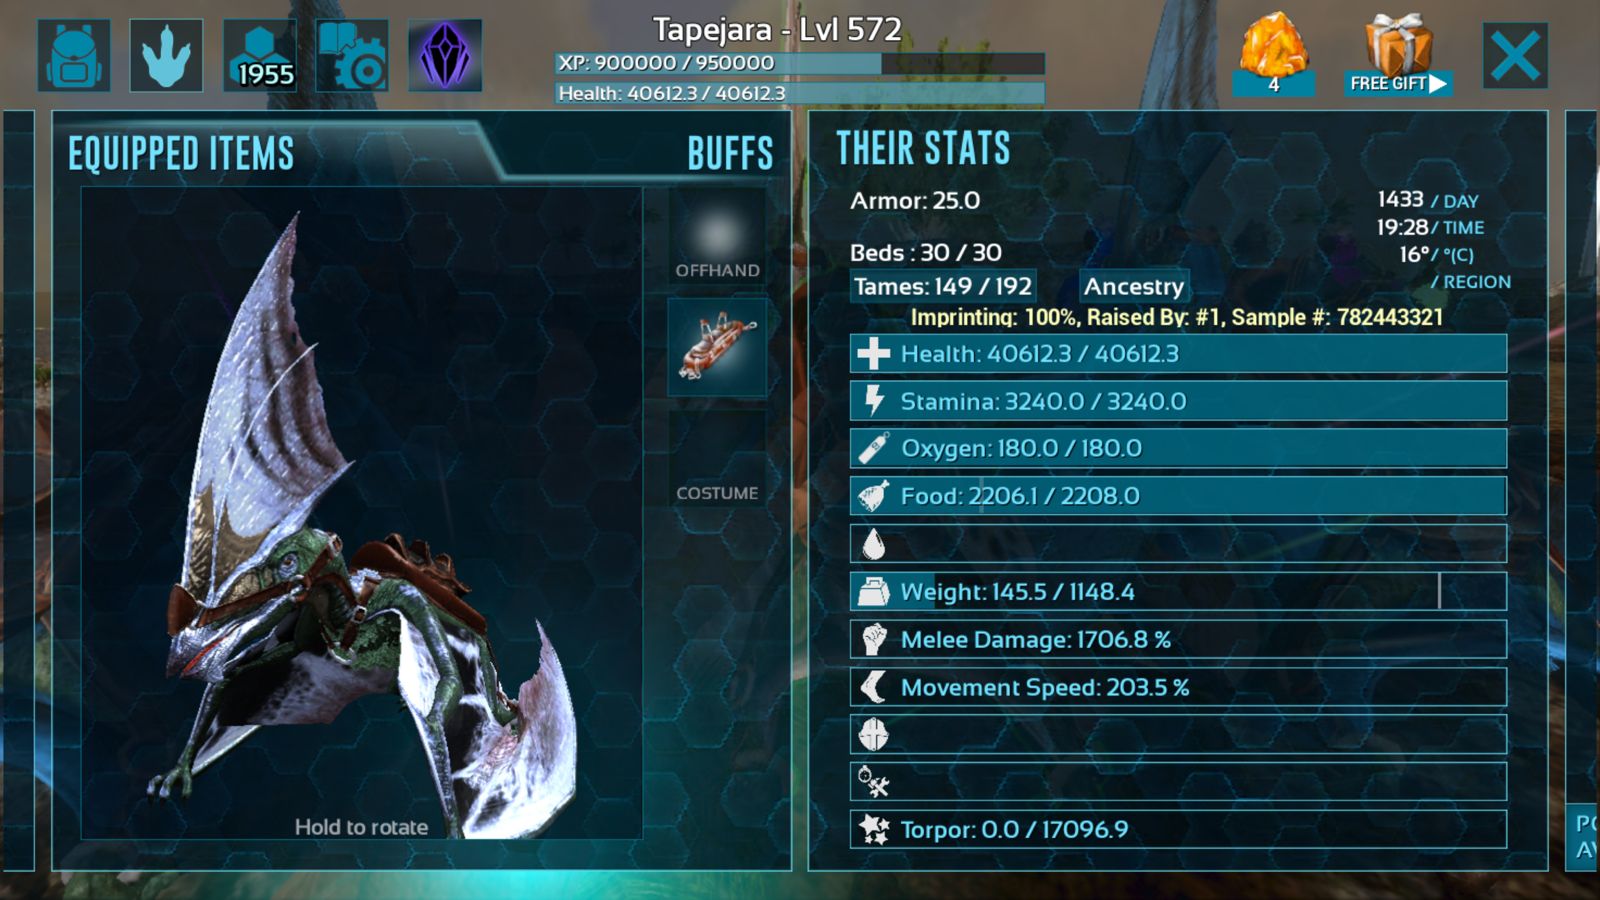 1955
Tapejara - Lvl 572
XP: 900000 / 950000
Health: 40612.3 / 40612.3
4
FREE GIFT
EQUIPPED ITEMS
BUFFS
OFFHAND
COSTUME
Hold to rotate
THEIR STATS
Armor: 25.0
1433 / DAY
19:28 / TIME
Beds : 30 / 30
16° / °(C)
Tames: 149 / 192
Ancestry
/ REGION
Imprinting: 100%, Raised By: #1, Sample #: 782443321
Health: 40612.3 / 40612.3
Stamina: 3240.0 / 3240.0
Oxygen: 180.0 / 180.0
Food: 2206.1 / 2208.0
Weight: 145.5 / 1148.4
Melee Damage: 1706.8 %
Movement Speed: 203.5 %
Torpor: 0.0 / 17096.9